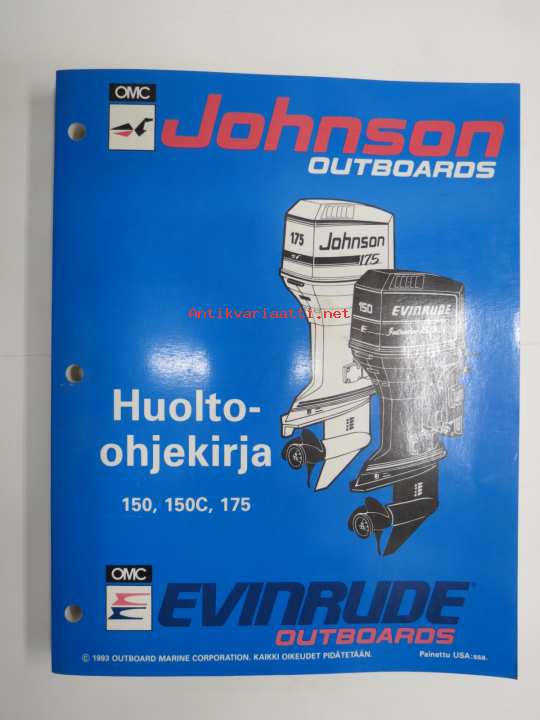 OMC
Johnson
OUTBOARDS
175
Johnson
175
150
EVINRUDE
Antikvariaatti.net
Huolto-
ohjekirja
150, 150C, 175
OMC
EVINRUDE®
OUTBOARDS
© 1993 OUTBOARD MARINE CORPORATION. KAIKKI OIKEUDET PIDÄTETÄÄN. Painettu USA:ssa.